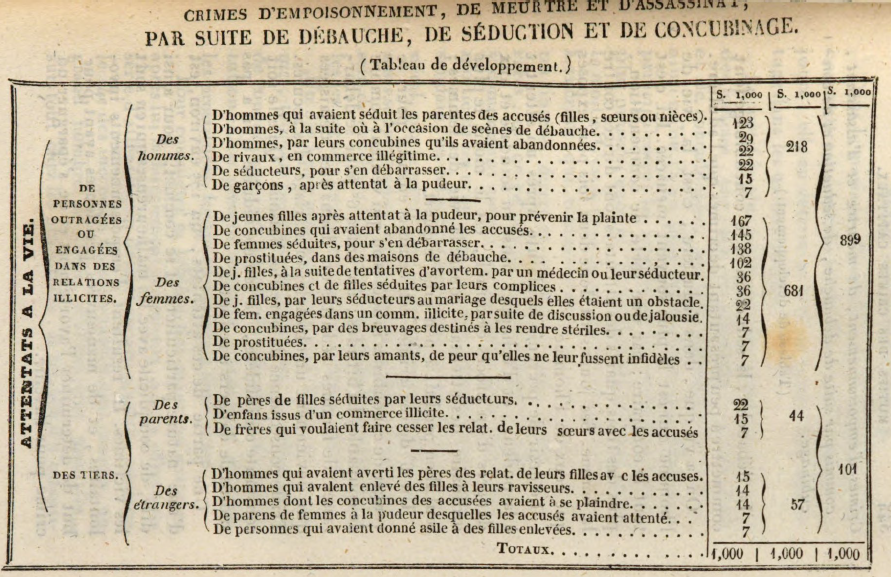 CRIMES D'EMPOISONNEMENT, DE MEURTRE ET D'ASSASSINAT,
PAR SUITE DE DÉBAUCHE, DE SÉDUCTION ET DE CONCUBINAGE.
(Tableau de développement.)
S. 1,000 S. 1,000 S. 1,000
ATTENTATS A LA VIE.
DE PERSONNES OUTRAGÉES OU ENGAGÉES DANS DES RELATIONS ILLICITES.
899
Des hommes.
218
D'hommes qui avaient séduit les parentes des accusés (filles, sœurs ou nièces). 123
D'hommes, à la suite où à l'occasion de scènes de débauche. 29
D'hommes, par leurs concubines qu'ils avaient abandonnées. 22
De rivaux, en commerce illégitime. 22
De séducteurs, pour s'en débarrasser. 15
De garçons, après attentat à la pudeur. 7
Des femmes.
681
De jeunes filles après attentat à la pudeur, pour prévenir la plainte 167
De concubines qui avaient abandonné les accusés. 145
De femmes séduites, pour s'en débarrasser. 138
De prostituées, dans des maisons de débauche. 102
De j. filles, à la suite de tentatives d'avortem. par un médecin ou leur séducteur. 36
De concubines et de filles séduites par leurs complices 36
De j. filles, par leurs séducteurs au mariage desquels elles étaient un obstacle. 22
De fem. engagées dans un comm. illicite, par suite de discussion ou de jalousie. 14
De concubines, par des breuvages destinés à les rendre stériles. 7
De prostituées. 7
De concubines, par leurs amants, de peur qu'elles ne leur fussent infidèles 7
DES TIERS.
101
Des parents.
44
De pères de filles séduites par leurs séducteurs. 22
D'enfans issus d'un commerce illicite. 15
De frères qui voulaient faire cesser les relat. de leurs sœurs avec les accusés 7
Des étrangers.
57
D'hommes qui avaient averti les pères des relat. de leurs filles av c les accuses. 15
D'hommes qui avalent enlevé des filles à leurs ravisseurs. 14
D'hommes dont les concubines des accusées avaient à se plaindre. 14
De parens de femmes à la pudeur desquelles les accusés avaient attenté. 7
De personnes qui avaient donné asile à des filles enlevées. 7
TOTAUX. 1,000 | 1,000 | 1,000